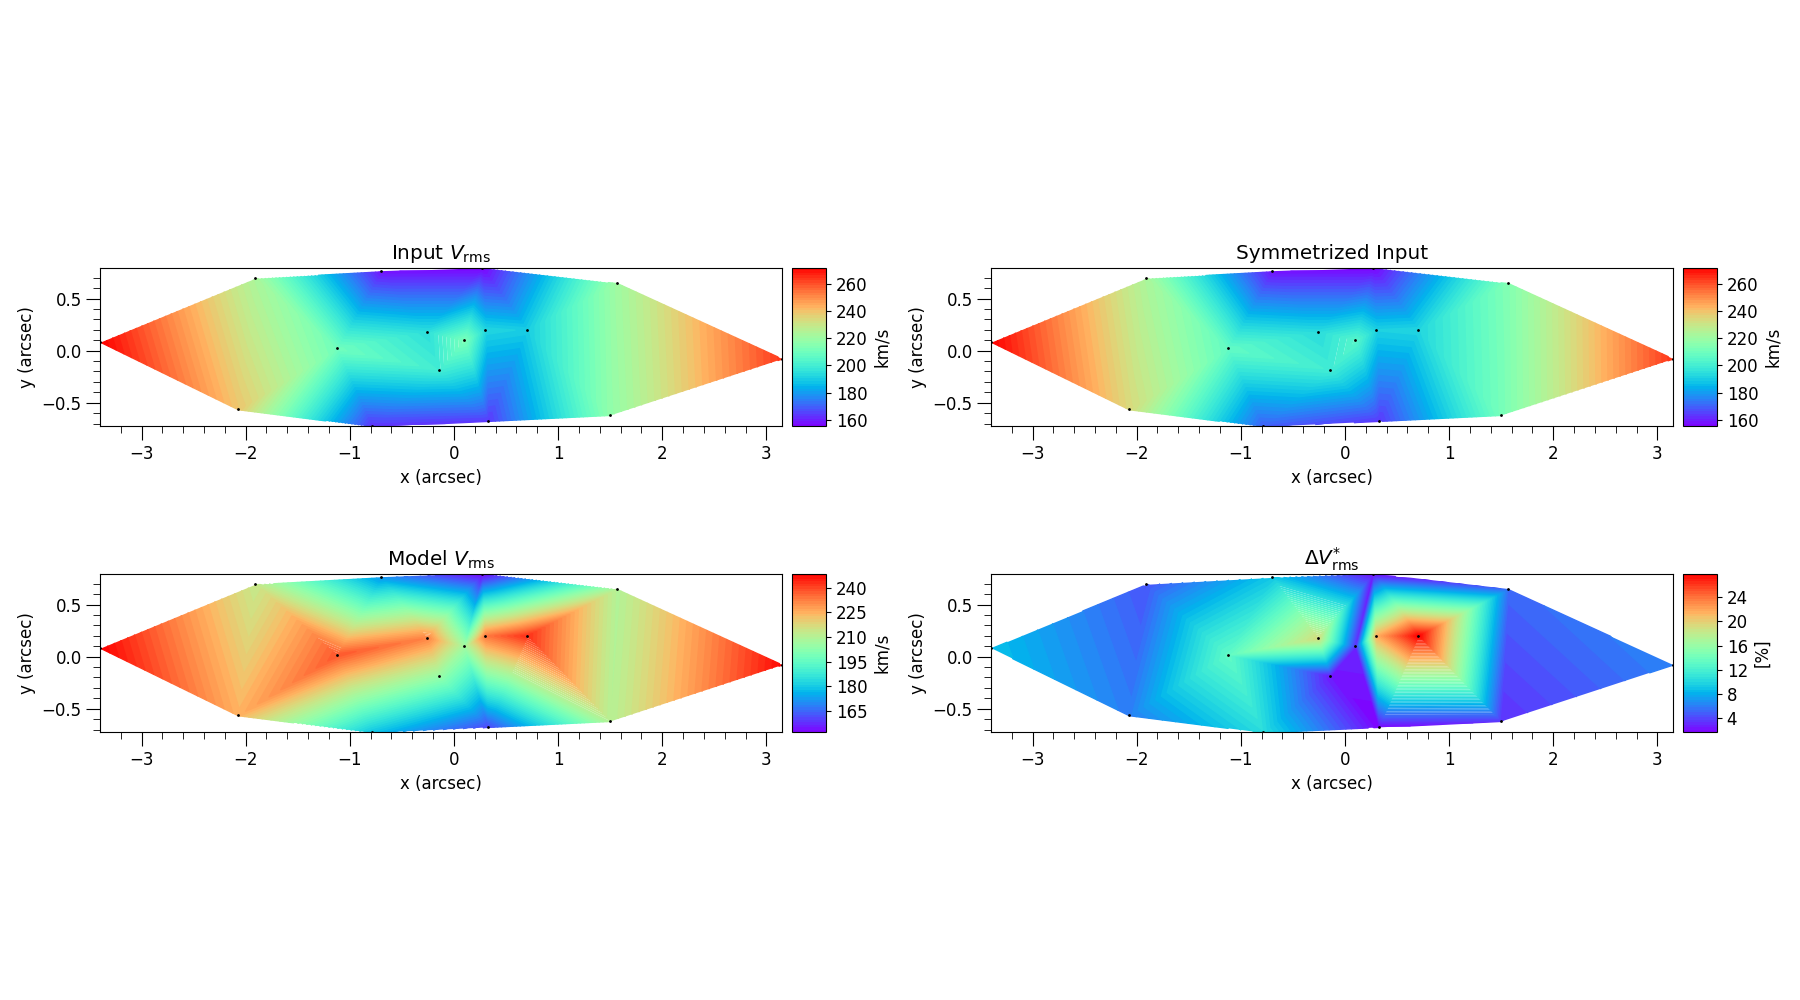 Input V_rms
Symmetrized Input
y (arcsec)
0.5
0.0
−0.5
−3 −2 −1 0 1 2 3
x (arcsec)
260
240
220
200
180
160
km/s
y (arcsec)
0.5
0.0
−0.5
−3 −2 −1 0 1 2 3
x (arcsec)
260
240
220
200
180
160
km/s
Model V_rms
ΔV*_rms
y (arcsec)
0.5
0.0
−0.5
−3 −2 −1 0 1 2 3
x (arcsec)
240
225
210
195
180
165
km/s
y (arcsec)
0.5
0.0
−0.5
−3 −2 −1 0 1 2 3
x (arcsec)
24
20
16
12
8
4
[%]